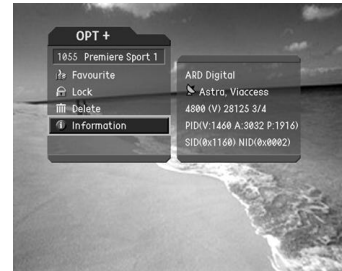 OPT +
1055 Premiere Sport 1
Favourite
Lock
Delete
Information
ARD Digital
Astra, Viaccess
4800 (V) 28125 3/4
PID(V:1460 A:3032 P:1916)
SID(0x1160) NID(0x0002)